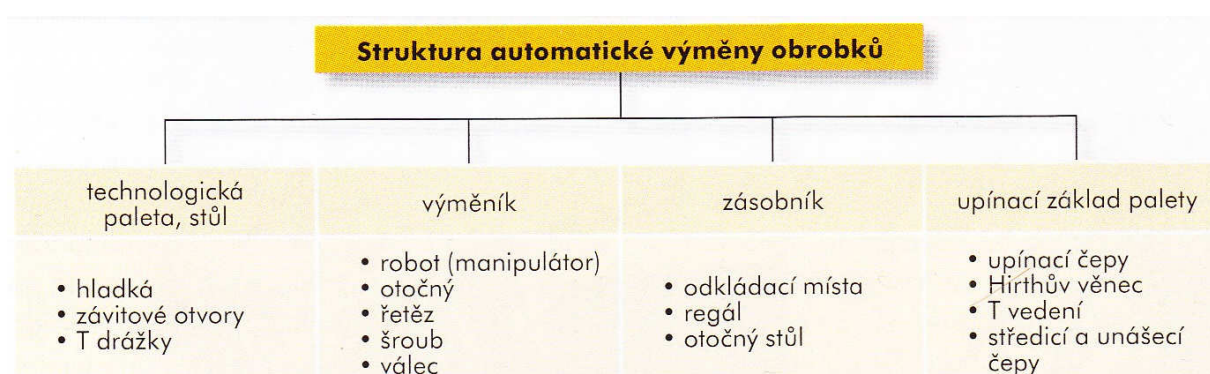 Struktura automatické výměny obrobků
technologická
paleta, stůl
výměník
zásobník
upínací základ palety
• hladká
• závitové otvory
• T drážky
• robot (manipulátor)
• otočný
• řetěz
• šroub
• válec
• odkládací místa
• regál
• otočný stůl
• upínací čepy
• Hirthův věnec
• T vedení
• středicí a unášecí
čepy